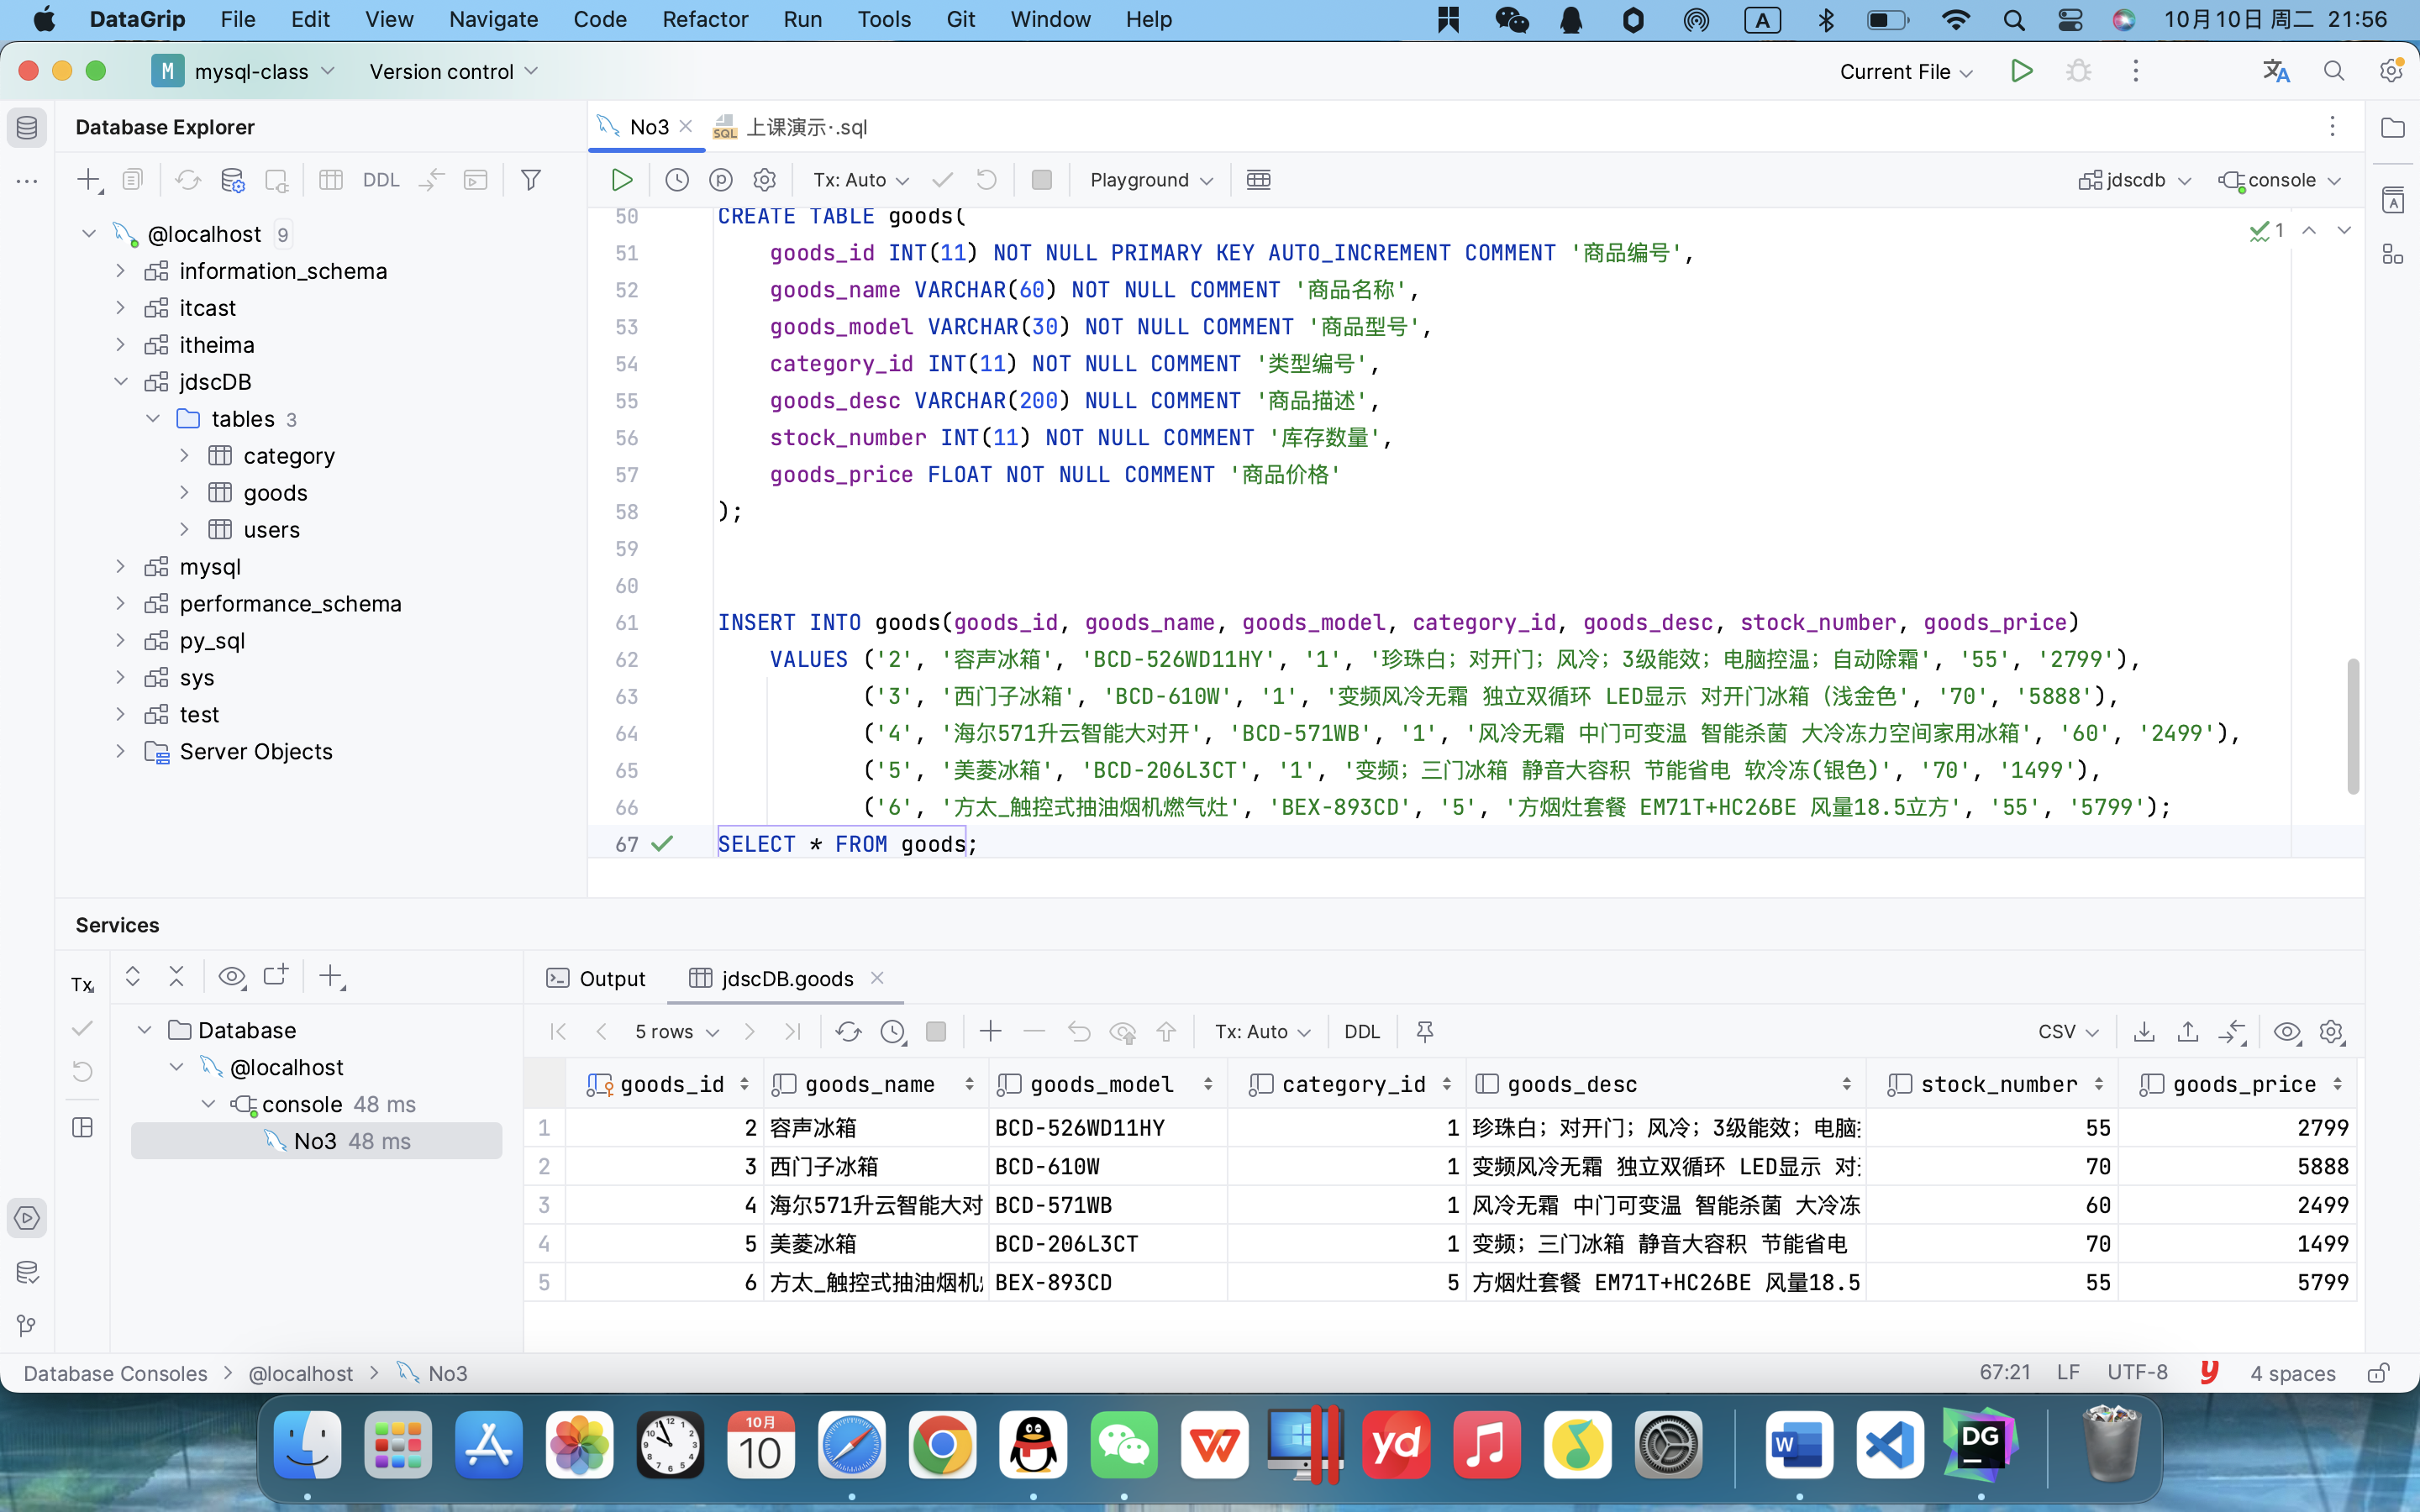 DataGrip File Edit View Navigate Code Refactor Run Tools Git Window Help A 10月10日 周二 21:56
M mysql-class Version control Current File
Database Explorer
No3 SQL 上课演示·.sql
DDL Tx: Auto Playground jdscdb console
@localhost 9
information_schema
itcast
itheima
jdscDB
tables 3
category
goods
users
mysql
performance_schema
py_sql
sys
test
Server Objects
1
50 CREATE TABLE goods(
51 goods_id INT(11) NOT NULL PRIMARY KEY AUTO_INCREMENT COMMENT '商品编号',
52 goods_name VARCHAR(60) NOT NULL COMMENT '商品名称',
53 goods_model VARCHAR(30) NOT NULL COMMENT '商品型号',
54 category_id INT(11) NOT NULL COMMENT '类型编号',
55 goods_desc VARCHAR(200) NULL COMMENT '商品描述',
56 stock_number INT(11) NOT NULL COMMENT '库存数量',
57 goods_price FLOAT NOT NULL COMMENT '商品价格'
58 );
59
60
61 INSERT INTO goods(goods_id, goods_name, goods_model, category_id, goods_desc, stock_number, goods_price)
62 VALUES ('2', '容声冰箱', 'BCD-526WD11HY', '1', '珍珠白；对开门；风冷；3级能效；电脑控温；自动除霜', '55', '2799'),
63 ('3', '西门子冰箱', 'BCD-610W', '1', '变频风冷无霜 独立双循环 LED显示 对开门冰箱（浅金色', '70', '5888'),
64 ('4', '海尔571升云智能大对开', 'BCD-571WB', '1', '风冷无霜 中门可变温 智能杀菌 大冷冻力空间家用冰箱', '60', '2499'),
65 ('5', '美菱冰箱', 'BCD-206L3CT', '1', '变频；三门冰箱 静音大容积 节能省电 软冷冻(银色)', '70', '1499'),
66 ('6', '方太_触控式抽油烟机燃气灶', 'BEX-893CD', '5', '方烟灶套餐 EM71T+HC26BE 风量18.5立方', '55', '5799');
67 SELECT * FROM goods;
Services
Tx
Database
@localhost
console 48 ms
No3 48 ms
Output jdscDB.goods
5 rows Tx: Auto DDL CSV
goods_id goods_name goods_model category_id goods_desc stock_number goods_price
1 2 容声冰箱 BCD-526WD11HY 1 珍珠白；对开门；风冷；3级能效；电脑 55 2799
2 3 西门子冰箱 BCD-610W 1 变频风冷无霜 独立双循环 LED显示 对 70 5888
3 4 海尔571升云智能大对 BCD-571WB 1 风冷无霜 中门可变温 智能杀菌 大冷冻 60 2499
4 5 美菱冰箱 BCD-206L3CT 1 变频；三门冰箱 静音大容积 节能省电 70 1499
5 6 方太_触控式抽油烟机 BEX-893CD 5 方烟灶套餐 EM71T+HC26BE 风量18.5 55 5799
Database Consoles > @localhost > No3 67:21 LF UTF-8 y 4 spaces
10月
10
yd
W
DG